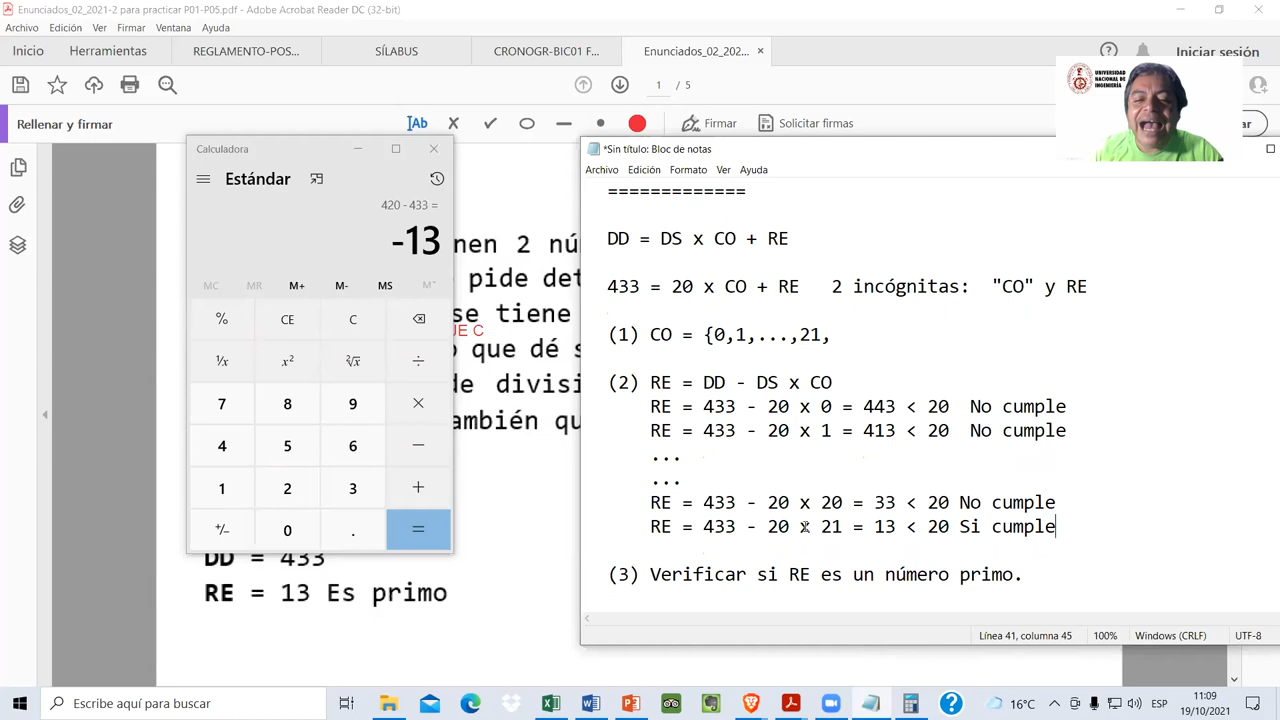 Enunciados_02_2021-2 para practicar P01-P05.pdf - Adobe Acrobat Reader DC (32-bit)
Archivo Edición Ver Firmar Ventana Ayuda
Inicio Herramientas REGLAMENTO-POS... SÍLABUS CRONOGR-BIC01 F... Enunciados_02_202... × Iniciar sesión
1 / 5
UNIVERSIDAD
NACIONAL DE
INGENIERÍA
Rellenar y firmar Ab Firmar Solicitar firmas ar
Calculadora
Estándar
420 - 433 =
-13
MC MR M+ M- MS M˅
% CE C
¹/x x² ²√x ÷
7 8 9 ×
4 5 6 −
1 2 3 +
+/− 0 . =
nen 2 nú
pide det
se tiene
UE C
que dé s
de divisi
ambién qu
DD = 433
RE = 13 Es primo
*Sin título: Bloc de notas
Archivo Edición Formato Ver Ayuda
=============
DD = DS x CO + RE
433 = 20 x CO + RE 2 incógnitas: "CO" y RE
(1) CO = {0,1,...,21,
(2) RE = DD - DS x CO
RE = 433 - 20 x 0 = 443 < 20 No cumple
RE = 433 - 20 x 1 = 413 < 20 No cumple
...
...
RE = 433 - 20 x 20 = 33 < 20 No cumple
RE = 433 - 20 x 21 = 13 < 20 Si cumple
(3) Verificar si RE es un número primo.
Línea 41, columna 45 100% Windows (CRLF) UTF-8
Escribe aquí para buscar 16°C ESP 11:09
19/10/2021